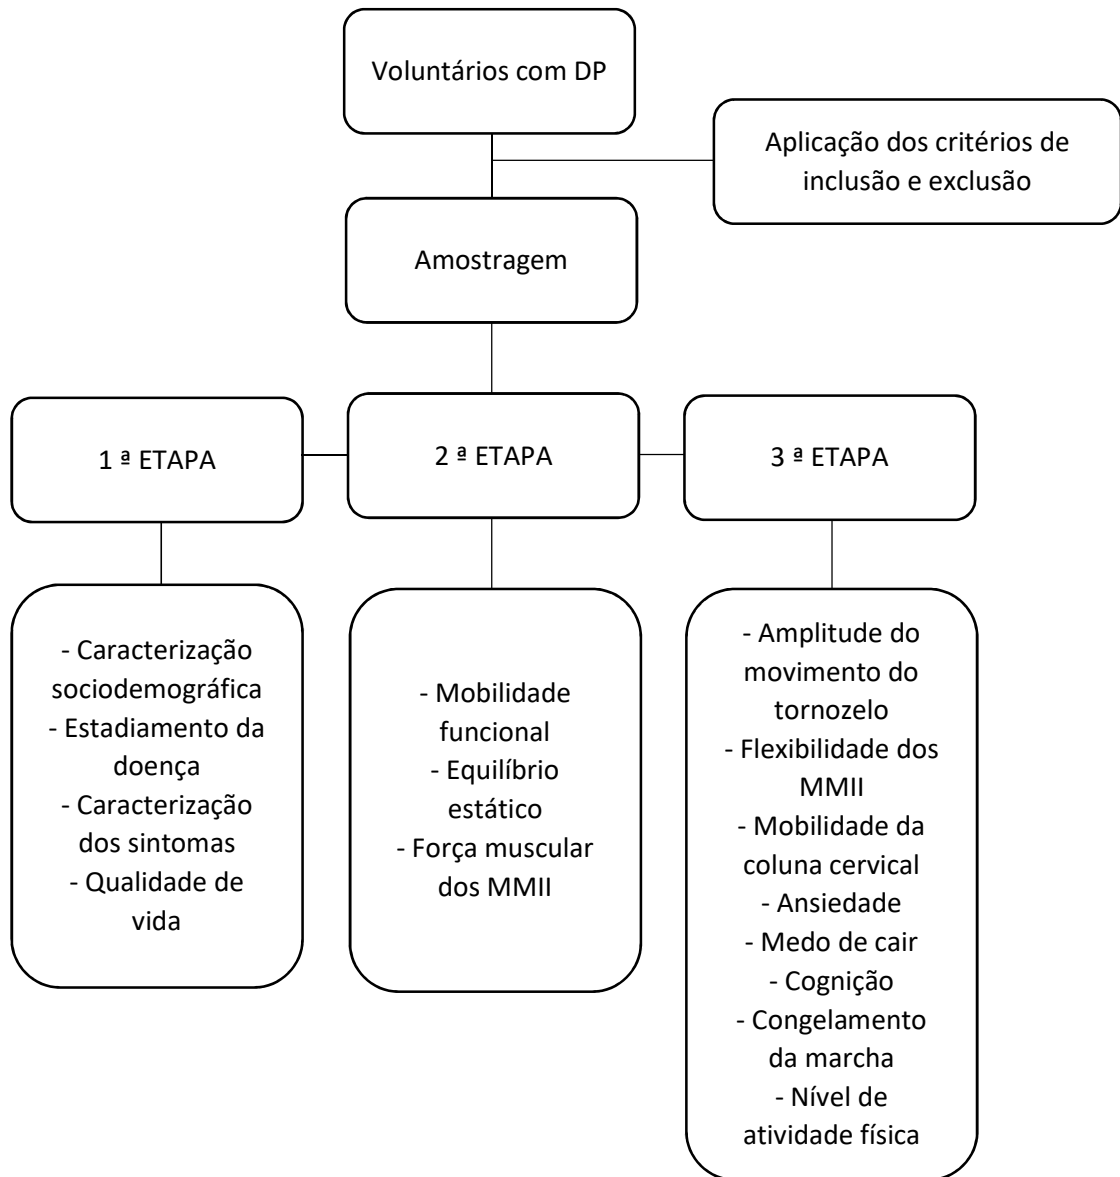 Voluntários com DP
Aplicação dos critérios de
inclusão e exclusão
Amostragem
1 ª ETAPA
2 ª ETAPA
3 ª ETAPA
- Caracterização
sociodemográfica
- Estadiamento da
doença
- Caracterização
dos sintomas
- Qualidade de
vida
- Mobilidade
funcional
- Equilíbrio
estático
- Força muscular
dos MMII
- Amplitude do
movimento do
tornozelo
- Flexibilidade dos
MMII
- Mobilidade da
coluna cervical
- Ansiedade
- Medo de cair
- Cognição
- Congelamento
da marcha
- Nível de
atividade física